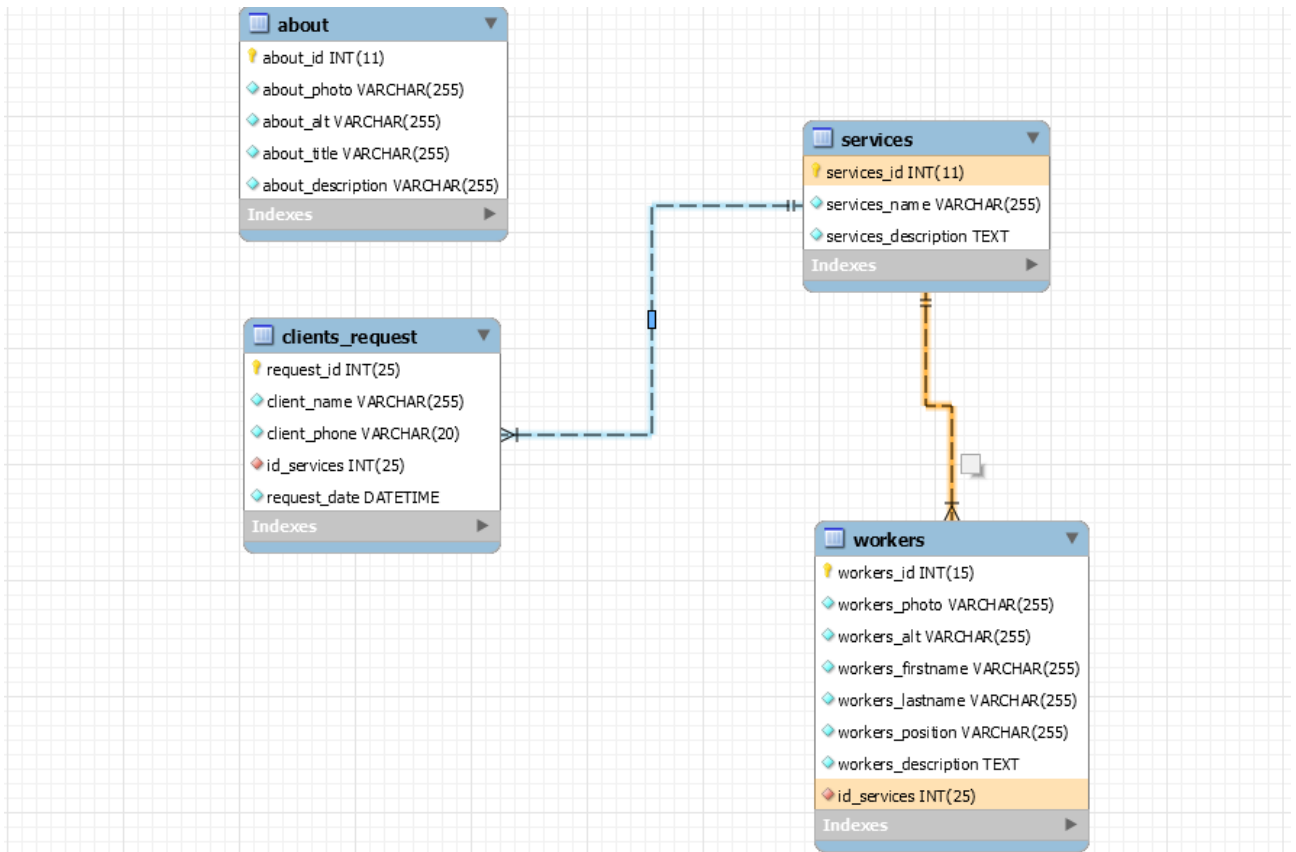 about
about_id INT(11)
about_photo VARCHAR(255)
about_alt VARCHAR(255)
about_title VARCHAR(255)
about_description VARCHAR(255)
Indexes
services
services_id INT(11)
services_name VARCHAR(255)
services_description TEXT
Indexes
clients_request
request_id INT(25)
client_name VARCHAR(255)
client_phone VARCHAR(20)
id_services INT(25)
request_date DATETIME
Indexes
workers
workers_id INT(15)
workers_photo VARCHAR(255)
workers_alt VARCHAR(255)
workers_firstname VARCHAR(255)
workers_lastname VARCHAR(255)
workers_position VARCHAR(255)
workers_description TEXT
id_services INT(25)
Indexes